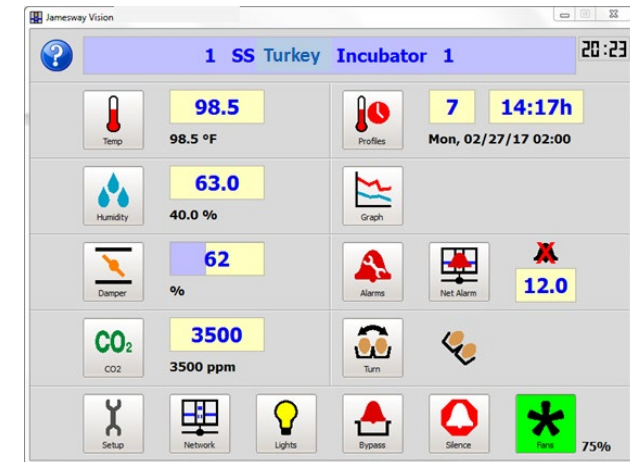 Jamesway Vision
1 SS Turkey Incubator 1
20:23
98.5
Temp
98.5 °F
7
14:17h
Profiles
Mon, 02/27/17 02:00
63.0
Humidity
40.0 %
Graph
62
Damper
%
Alarms
Net Alarm
12.0
CO2
3500
CO2
3500 ppm
Turn
Setup
Network
Lights
Bypass
Silence
Fans
75%